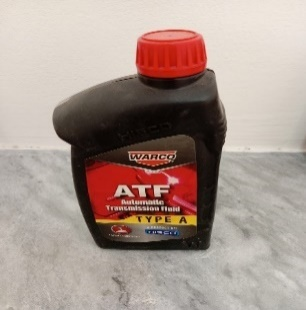 WARCO
ATF
Automatic
Transmission Fluid
TYPE A